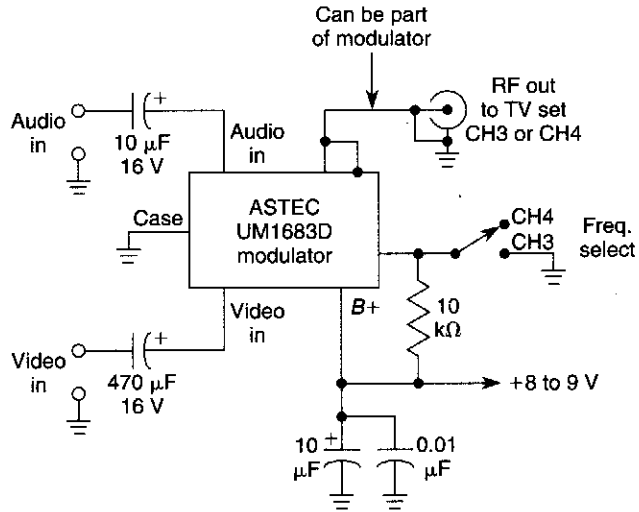 Can be part
of modulator
RF out
to TV set
CH3 or CH4
Audio
in
+
10 μF
16 V
Audio
in
ASTEC
UM1683D
modulator
Case
CH4
CH3
Freq.
select
Video
in
B+
10
kΩ
Video
in
+
470 μF
16 V
+8 to 9 V
10
μF
+
0.01
μF